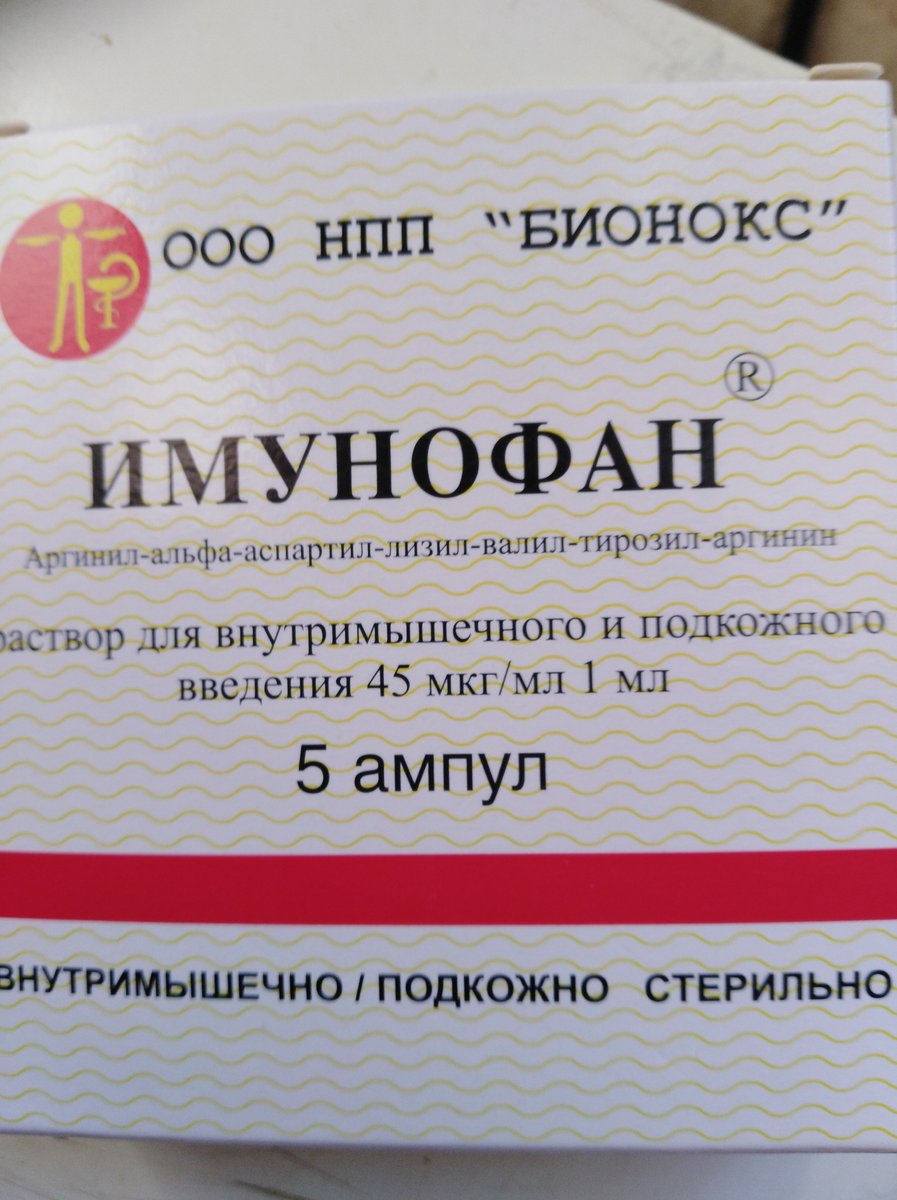 ООО НПП "БИОНОКС"
ИМУНОФАН®
Аргинил-альфа-аспартил-лизил-валил-тирозил-аргинин
раствор для внутримышечного и подкожного
введения 45 мкг/мл 1 мл
5 ампул
ВНУТРИМЫШЕЧНО / ПОДКОЖНО СТЕРИЛЬНО